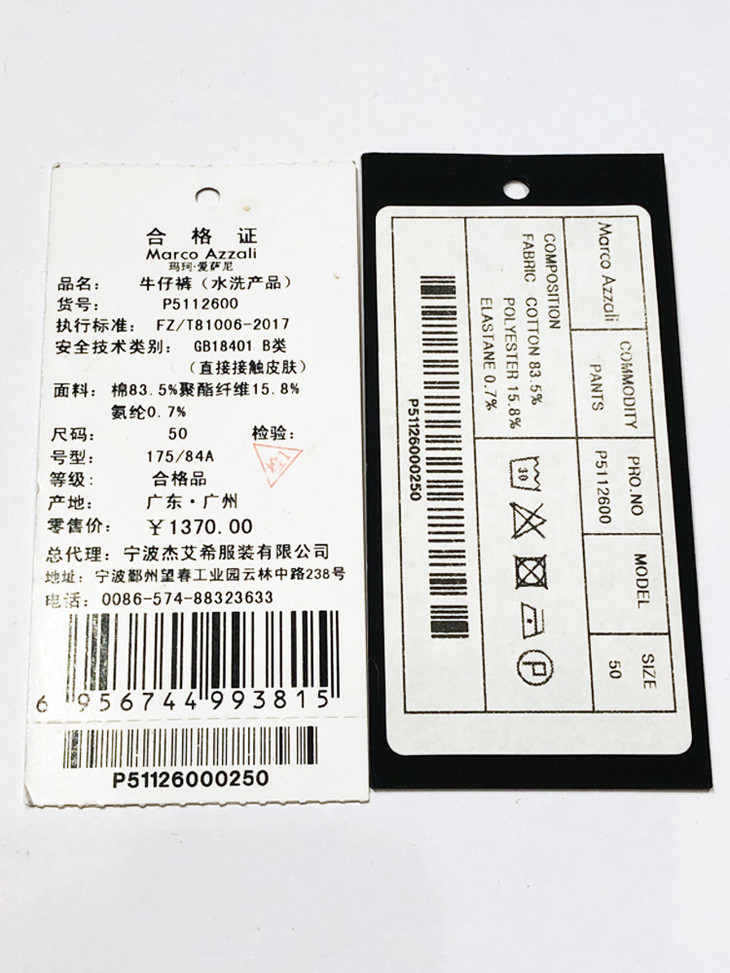 合格证
Marco Azzali
玛珂·爱萨尼
品名： 牛仔裤（水洗产品）
货号： P5112600
执行标准： FZ/T81006-2017
安全技术类别： GB18401 B类
（直接接触皮肤）
面料： 棉83.5%聚酯纤维15.8%
氨纶0.7%
尺码： 50 检验：
号型： 175/84A
等级： 合格品
产地： 广东·广州
零售价： ￥1370.00
总代理：宁波杰艾希服装有限公司
地址：宁波鄞州望春工业园云林中路238号
电话：0086-574-88323633
6 956744 993815
P51126000250
Marco Azzali
COMMODITY PRO.NO MODEL SIZE
PANTS P5112600 50
COMPOSITION
FABRIC COTTON 83.5%
POLYESTER 15.8%
ELASTANE 0.7%
30
P
P51126000250